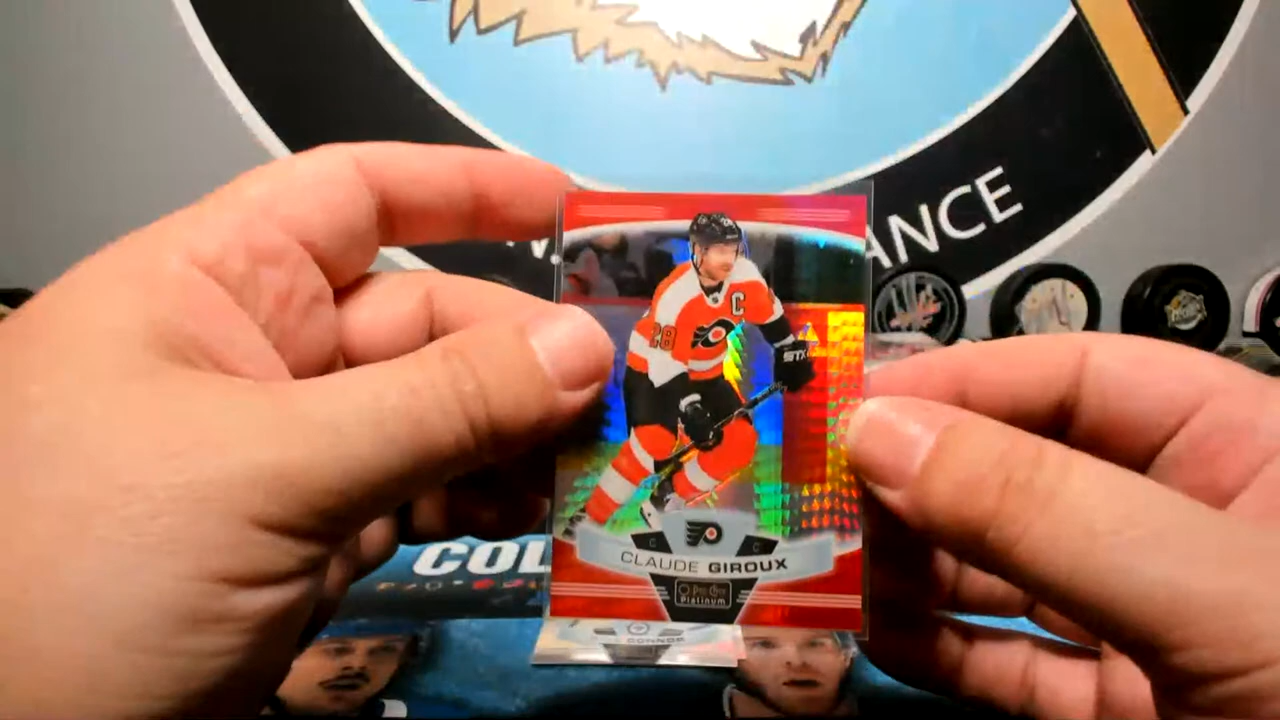 ANCE
C
28
STX
C C
CLAUDE GIROUX
O-Pee-Chee
Platinum
COL
CONNOR